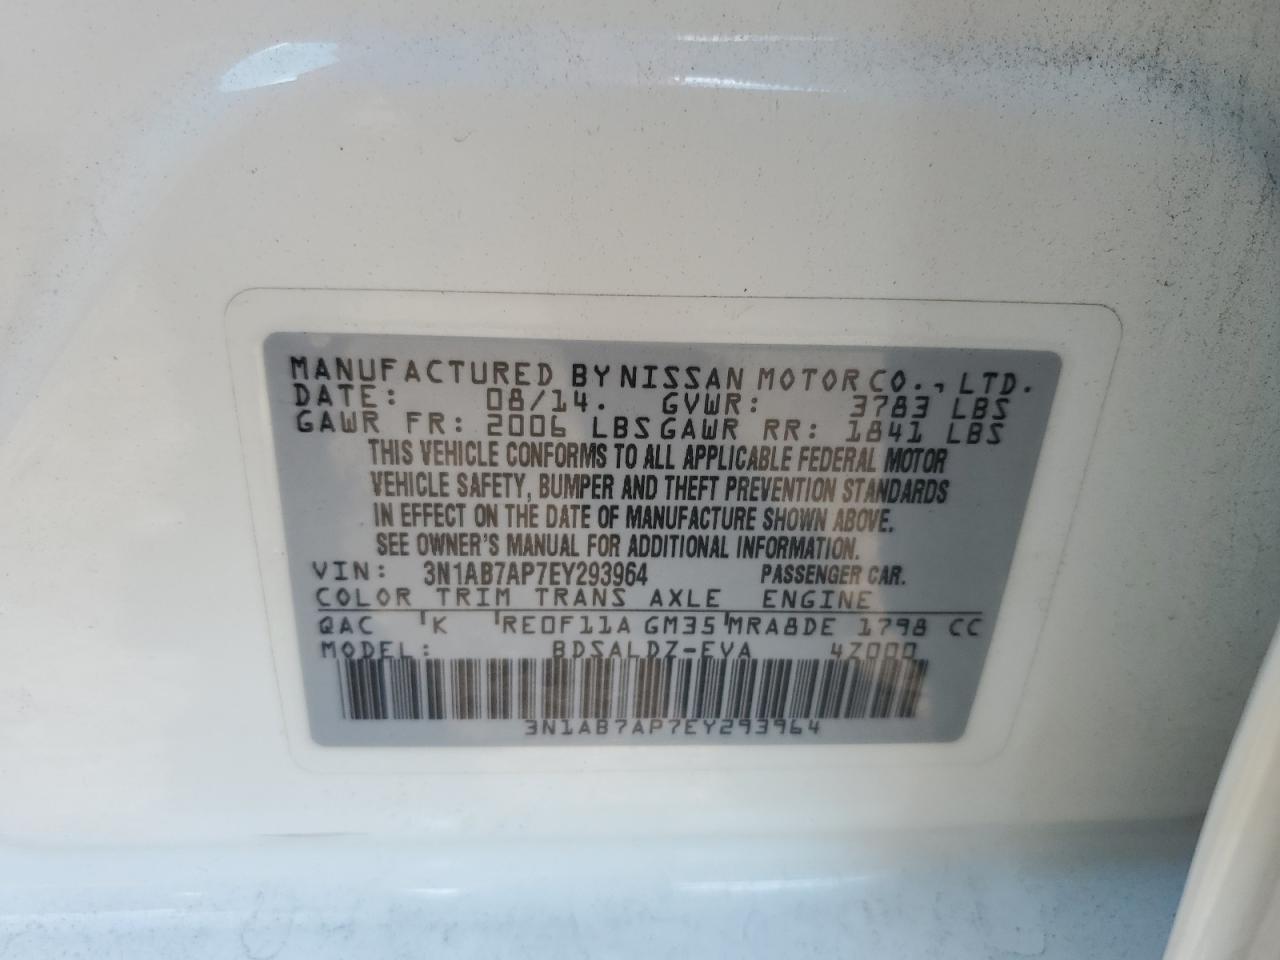 MANUFACTURED BY NISSAN MOTOR CO., LTD.
DATE: 08/14. GVWR: 3783 LBS
GAWR FR: 2006 LBS GAWR RR: 1841 LBS
THIS VEHICLE CONFORMS TO ALL APPLICABLE FEDERAL MOTOR
VEHICLE SAFETY, BUMPER AND THEFT PREVENTION STANDARDS
IN EFFECT ON THE DATE OF MANUFACTURE SHOWN ABOVE.
SEE OWNER'S MANUAL FOR ADDITIONAL INFORMATION.
VIN: 3N1AB7AP7EY293964 PASSENGER CAR.
COLOR TRIM TRANS AXLE ENGINE
QAC K RE0F11A GM35 MRA8DE 1798 CC
MODEL: BDSALDZ-EVA 4Z000
3N1AB7AP7EY293964